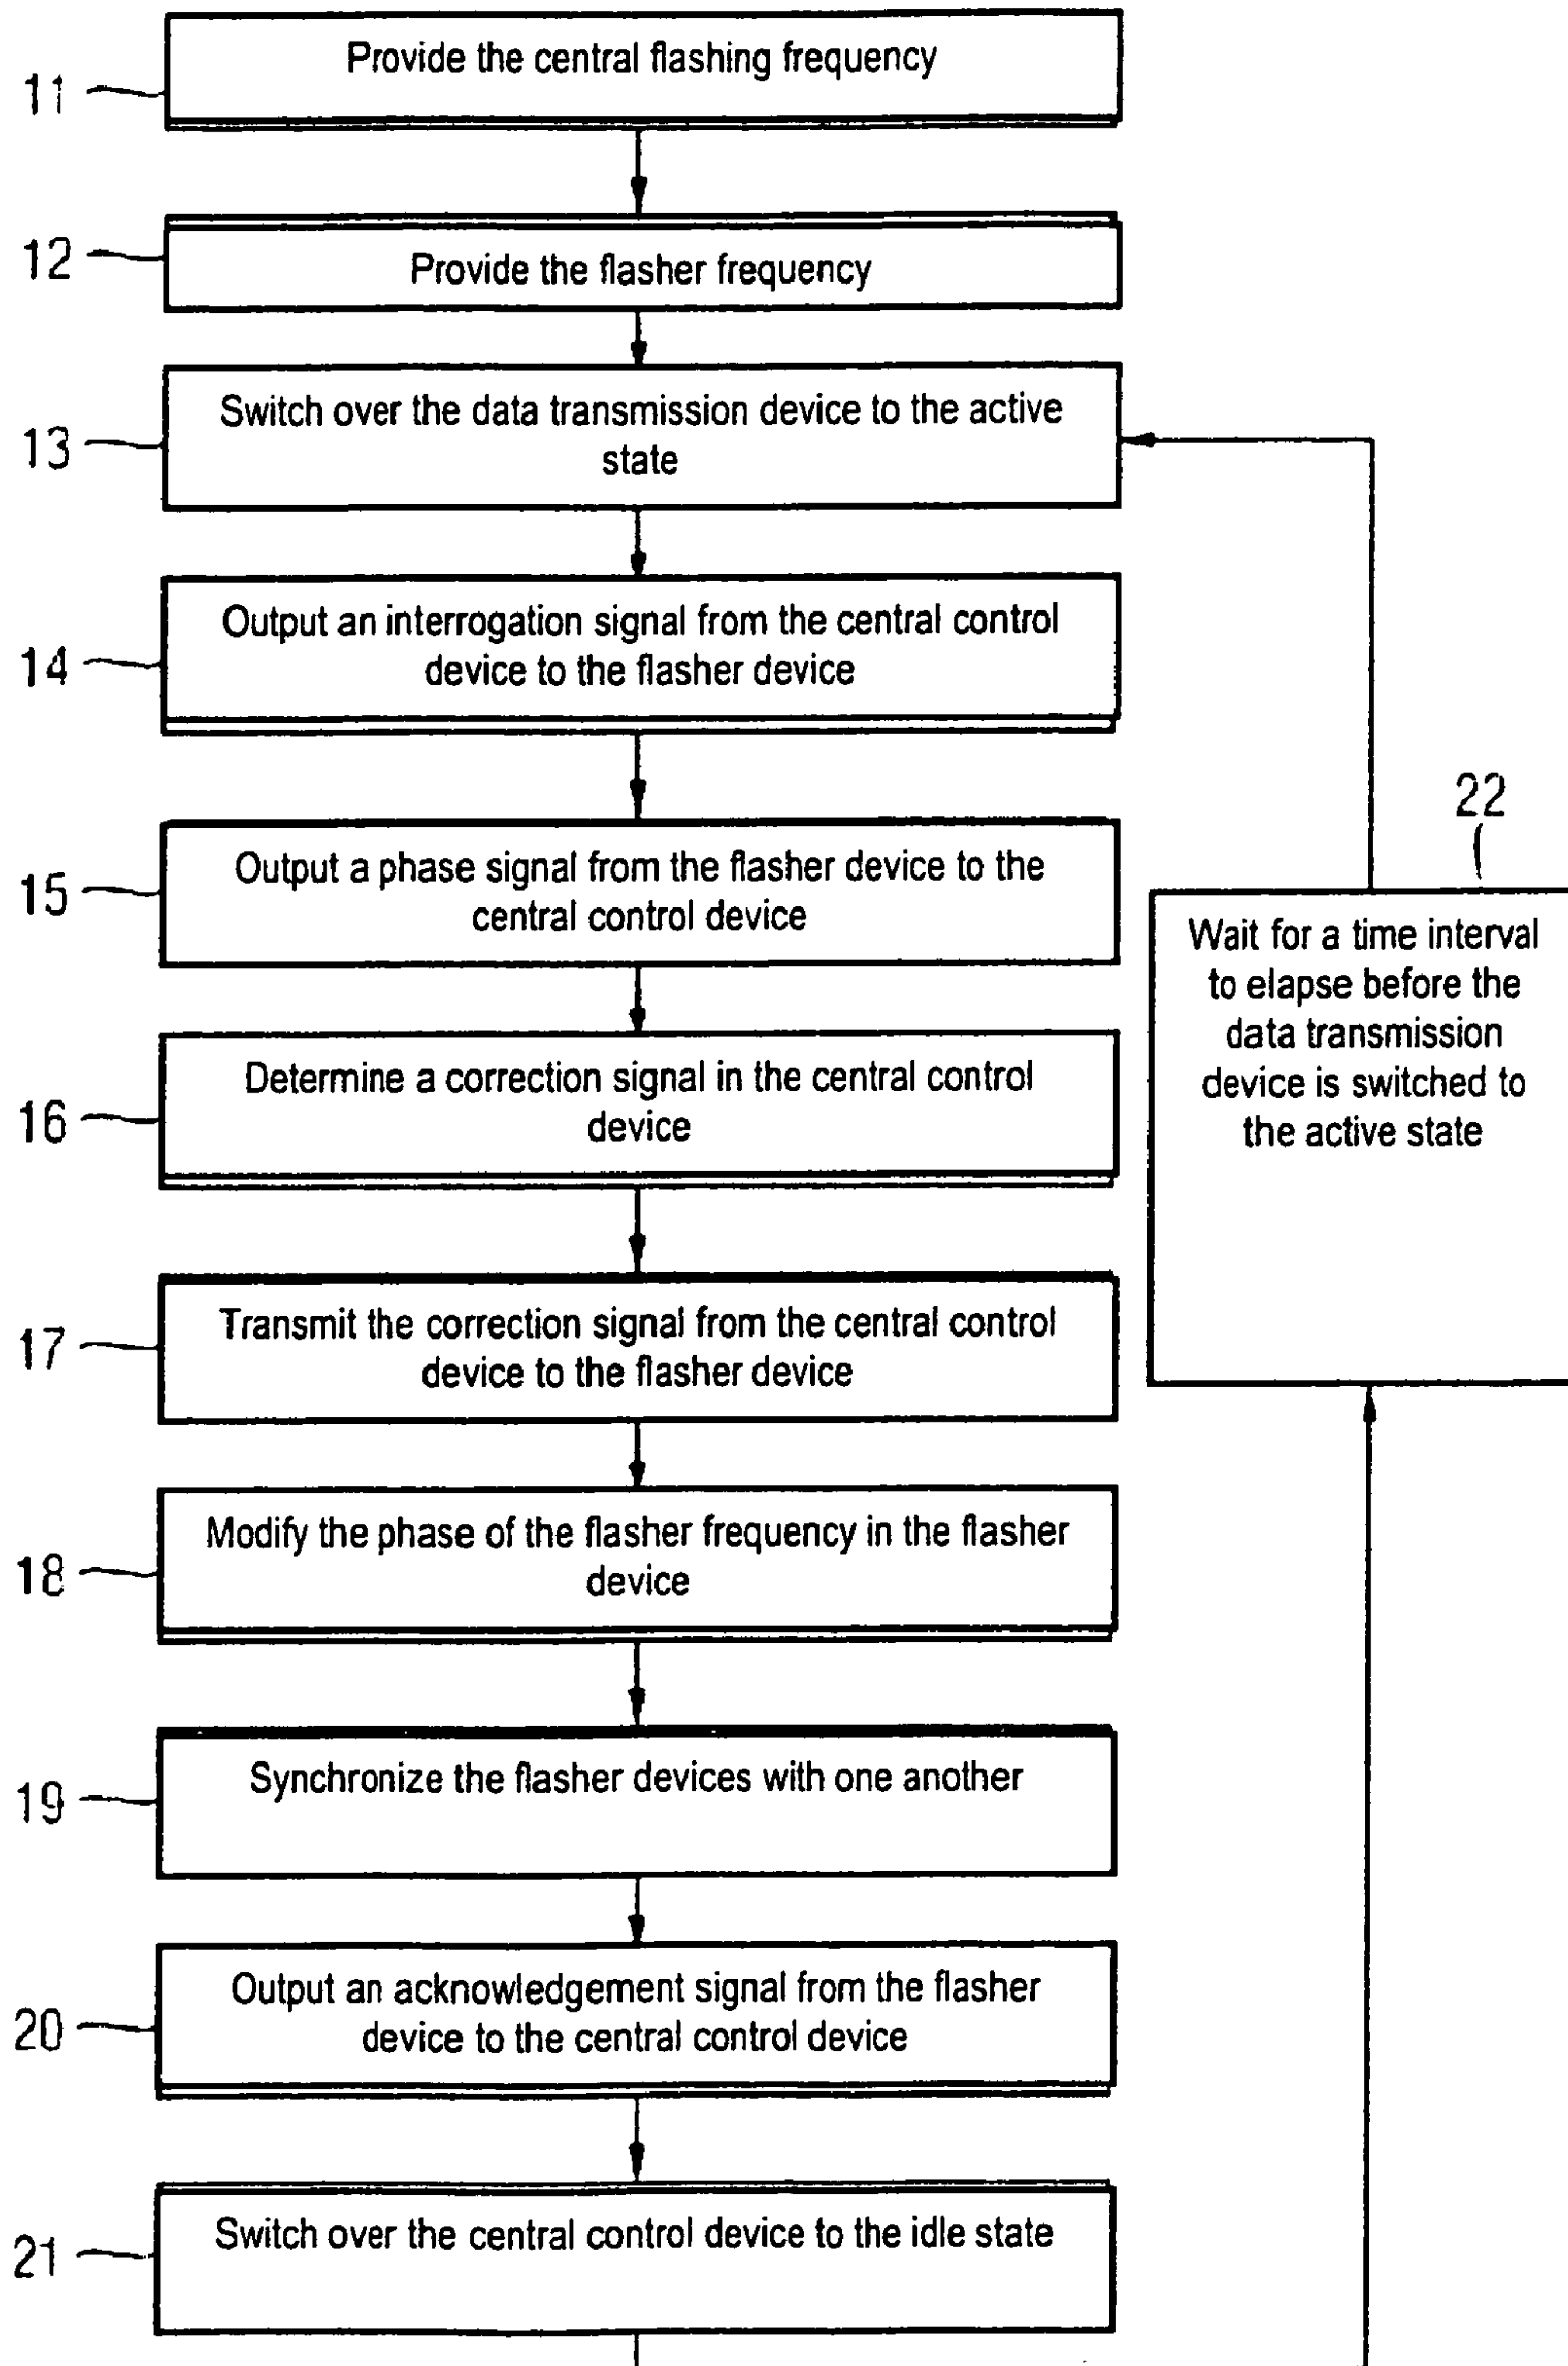 Provide the central flashing frequency
11
12
Provide the flasher frequency
Switch over the data transmission device to the active
state
13
Output an interrogation signal from the central control
device to the flasher device
14
22
Output a phase signal from the flasher device to the
central control device
15
Wait for a time interval
to elapse before the
data transmission
device is switched to
the active state
Determine a correction signal in the central control
device
16
Transmit the correction signal from the central control
device to the flasher device
17
Modify the phase of the flasher frequency in the flasher
device
18
Synchronize the flasher devices with one another
19
Output an acknowledgement signal from the flasher
device to the central control device
20
Switch over the central control device to the idle state
21